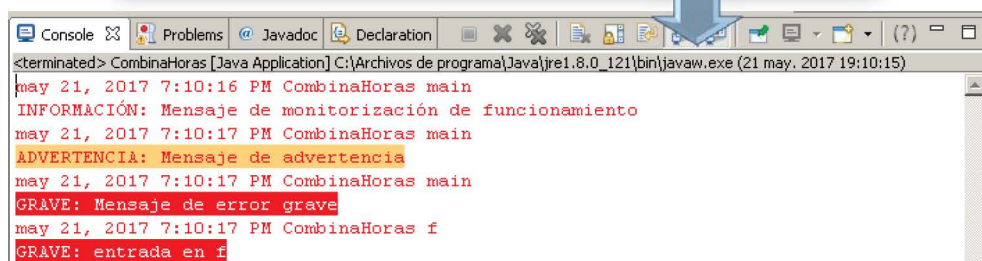 Console Problems @ Javadoc Declaration (?)
<terminated> CombinaHoras [Java Application] C:\Archivos de programa\Java\jre1.8.0_121\bin\javaw.exe (21 may. 2017 19:10:15)
may 21, 2017 7:10:16 PM CombinaHoras main
INFORMACIÓN: Mensaje de monitorización de funcionamiento
may 21, 2017 7:10:17 PM CombinaHoras main
ADVERTENCIA: Mensaje de advertencia
may 21, 2017 7:10:17 PM CombinaHoras main
GRAVE: Mensaje de error grave
may 21, 2017 7:10:17 PM CombinaHoras f
GRAVE: entrada en f